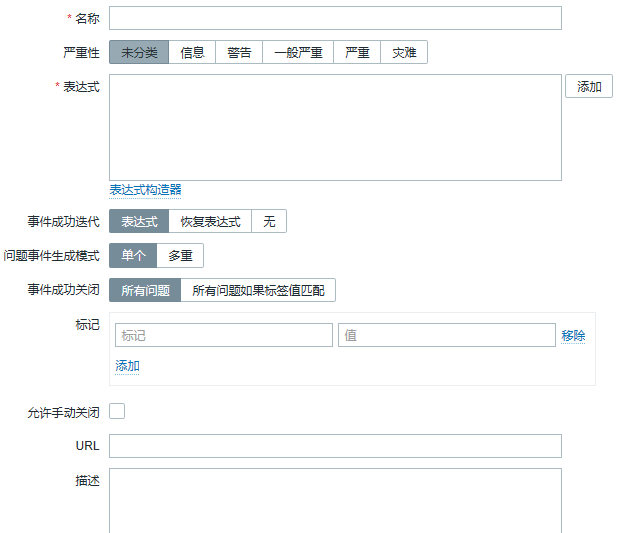 * 名称
严重性 未分类 信息 警告 一般严重 严重 灾难
* 表达式 添加
表达式构造器
事件成功迭代 表达式 恢复表达式 无
问题事件生成模式 单个 多重
事件成功关闭 所有问题 所有问题如果标签值匹配
标记 标记 值 移除
添加
允许手动关闭
URL
描述